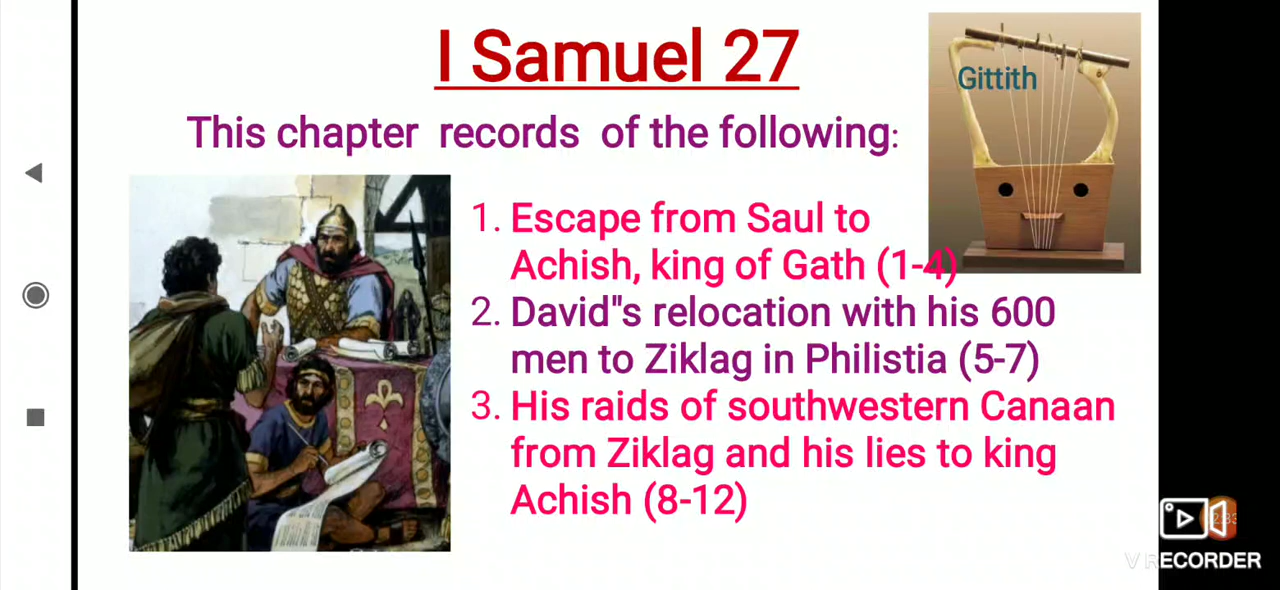 I Samuel 27
Gittith
This chapter records of the following:
1. Escape from Saul to
Achish, king of Gath (1-4)
2. David"s relocation with his 600
men to Ziklag in Philistia (5-7)
3. His raids of southwestern Canaan
from Ziklag and his lies to king
Achish (8-12)
V RECORDER